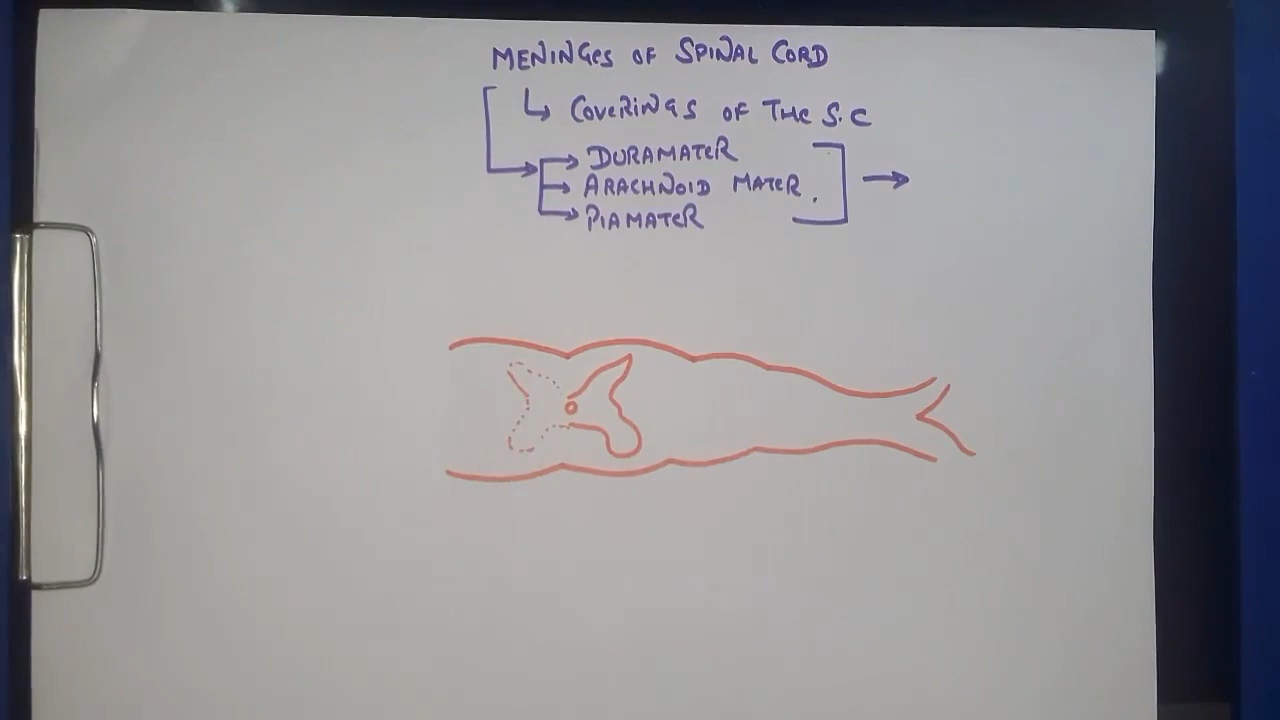 MENINGES OF SPINAL CORD
↳ COVERINGS OF THE S.C
→ DURAMATER
→ ARACHNOID MATER.
→ PIAMATER